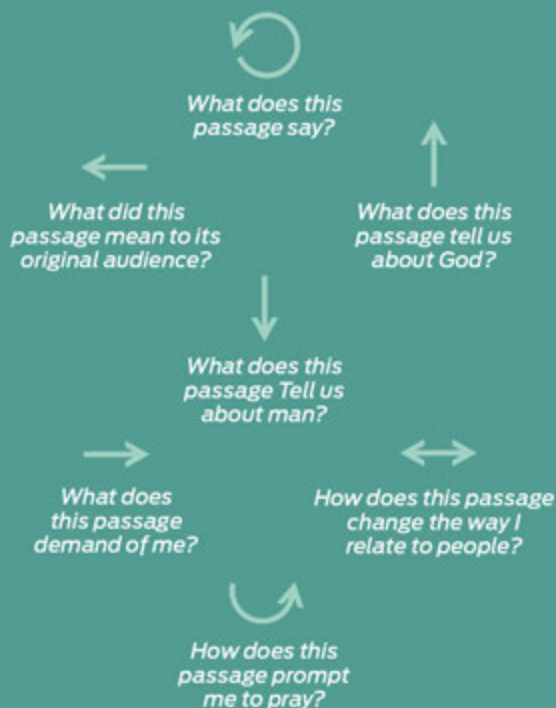 What does this
passage say?
What did this
passage mean to its
original audience?
What does this
passage tell us
about God?
What does this
passage Tell us
about man?
What does
this passage
demand of me?
How does this passage
change the way I
relate to people?
How does this
passage prompt
me to pray?